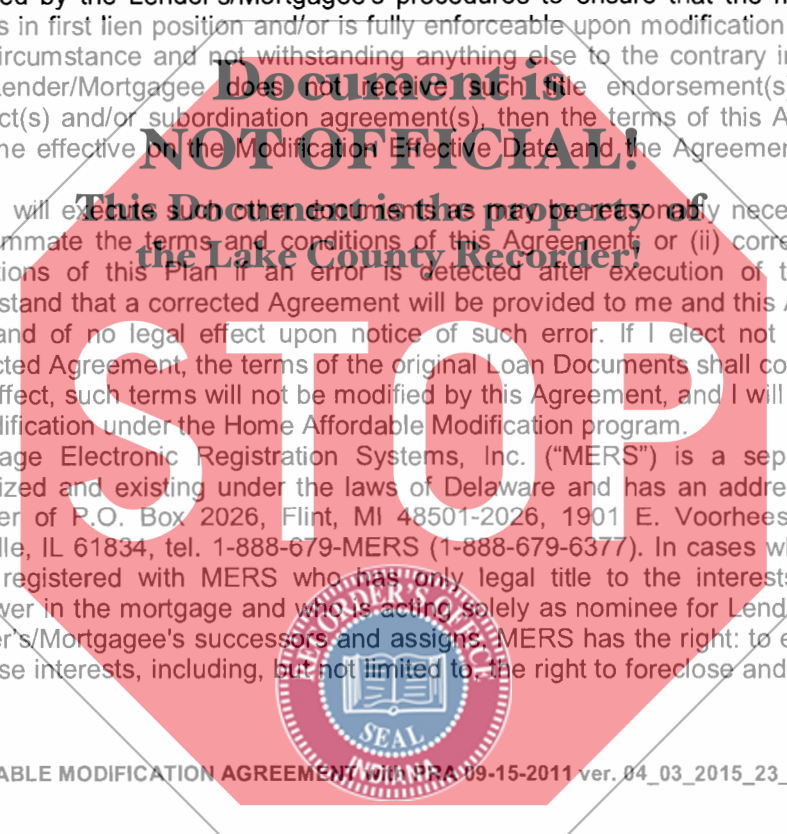 ed by the Lender's/Mortgagee's procedures to ensure that the
s in first lien position and/or is fully enforceable upon modification
ircumstance and not withstanding anything else to the contrary i
Document is
ender/Mortgagee does not receive such title endorsement(s)
ct(s) and/or subordination agreement(s), then the terms of this A
NOT OFFICIAL!
me effective on the Modification Effective Date and the Agreemen
This Document is the property of
will execute such other documents as may be reasonably nece
mmate the terms and conditions of this Agreement; or (ii) corre
the Lake County Recorder!
tions of this Plan if an error is detected after execution of t
stand that a corrected Agreement will be provided to me and this A
and of no legal effect upon notice of such error. If I elect not
STOP
cted Agreement, the terms of the original Loan Documents shall co
ffect, such terms will not be modified by this Agreement, and I will
dification under the Home Affordable Modification program.
age Electronic Registration Systems, Inc. ("MERS") is a sep
ized and existing under the laws of Delaware and has an addre
er of P.O. Box 2026, Flint, MI 48501-2026, 1901 E. Voorhees
lle, IL 61834, tel. 1-888-679-MERS (1-888-679-6377). In cases w
registered with MERS who has only legal title to the interests
wer in the mortgage and who is acting solely as nominee for Lend
er's/Mortgagee's successors and assigns, MERS has the right: to e
se interests, including, but not limited to, the right to foreclose and
RECORDER'S OFFICE
SEAL
INDIANA
ABLE MODIFICATION AGREEMENT with PRA 09-15-2011 ver. 04_03_2015_23_